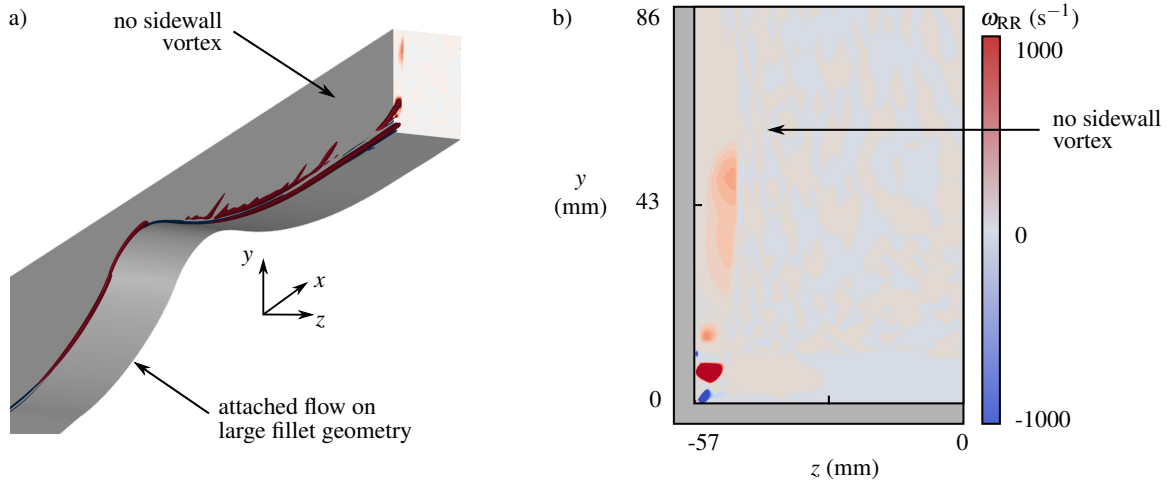 a)
no sidewall
vortex
y
x
z
attached flow on
large fillet geometry
b)
86
y
(mm)
43
0
-57
0
z (mm)
ωRR (s⁻¹)
1000
0
-1000
no sidewall
vortex